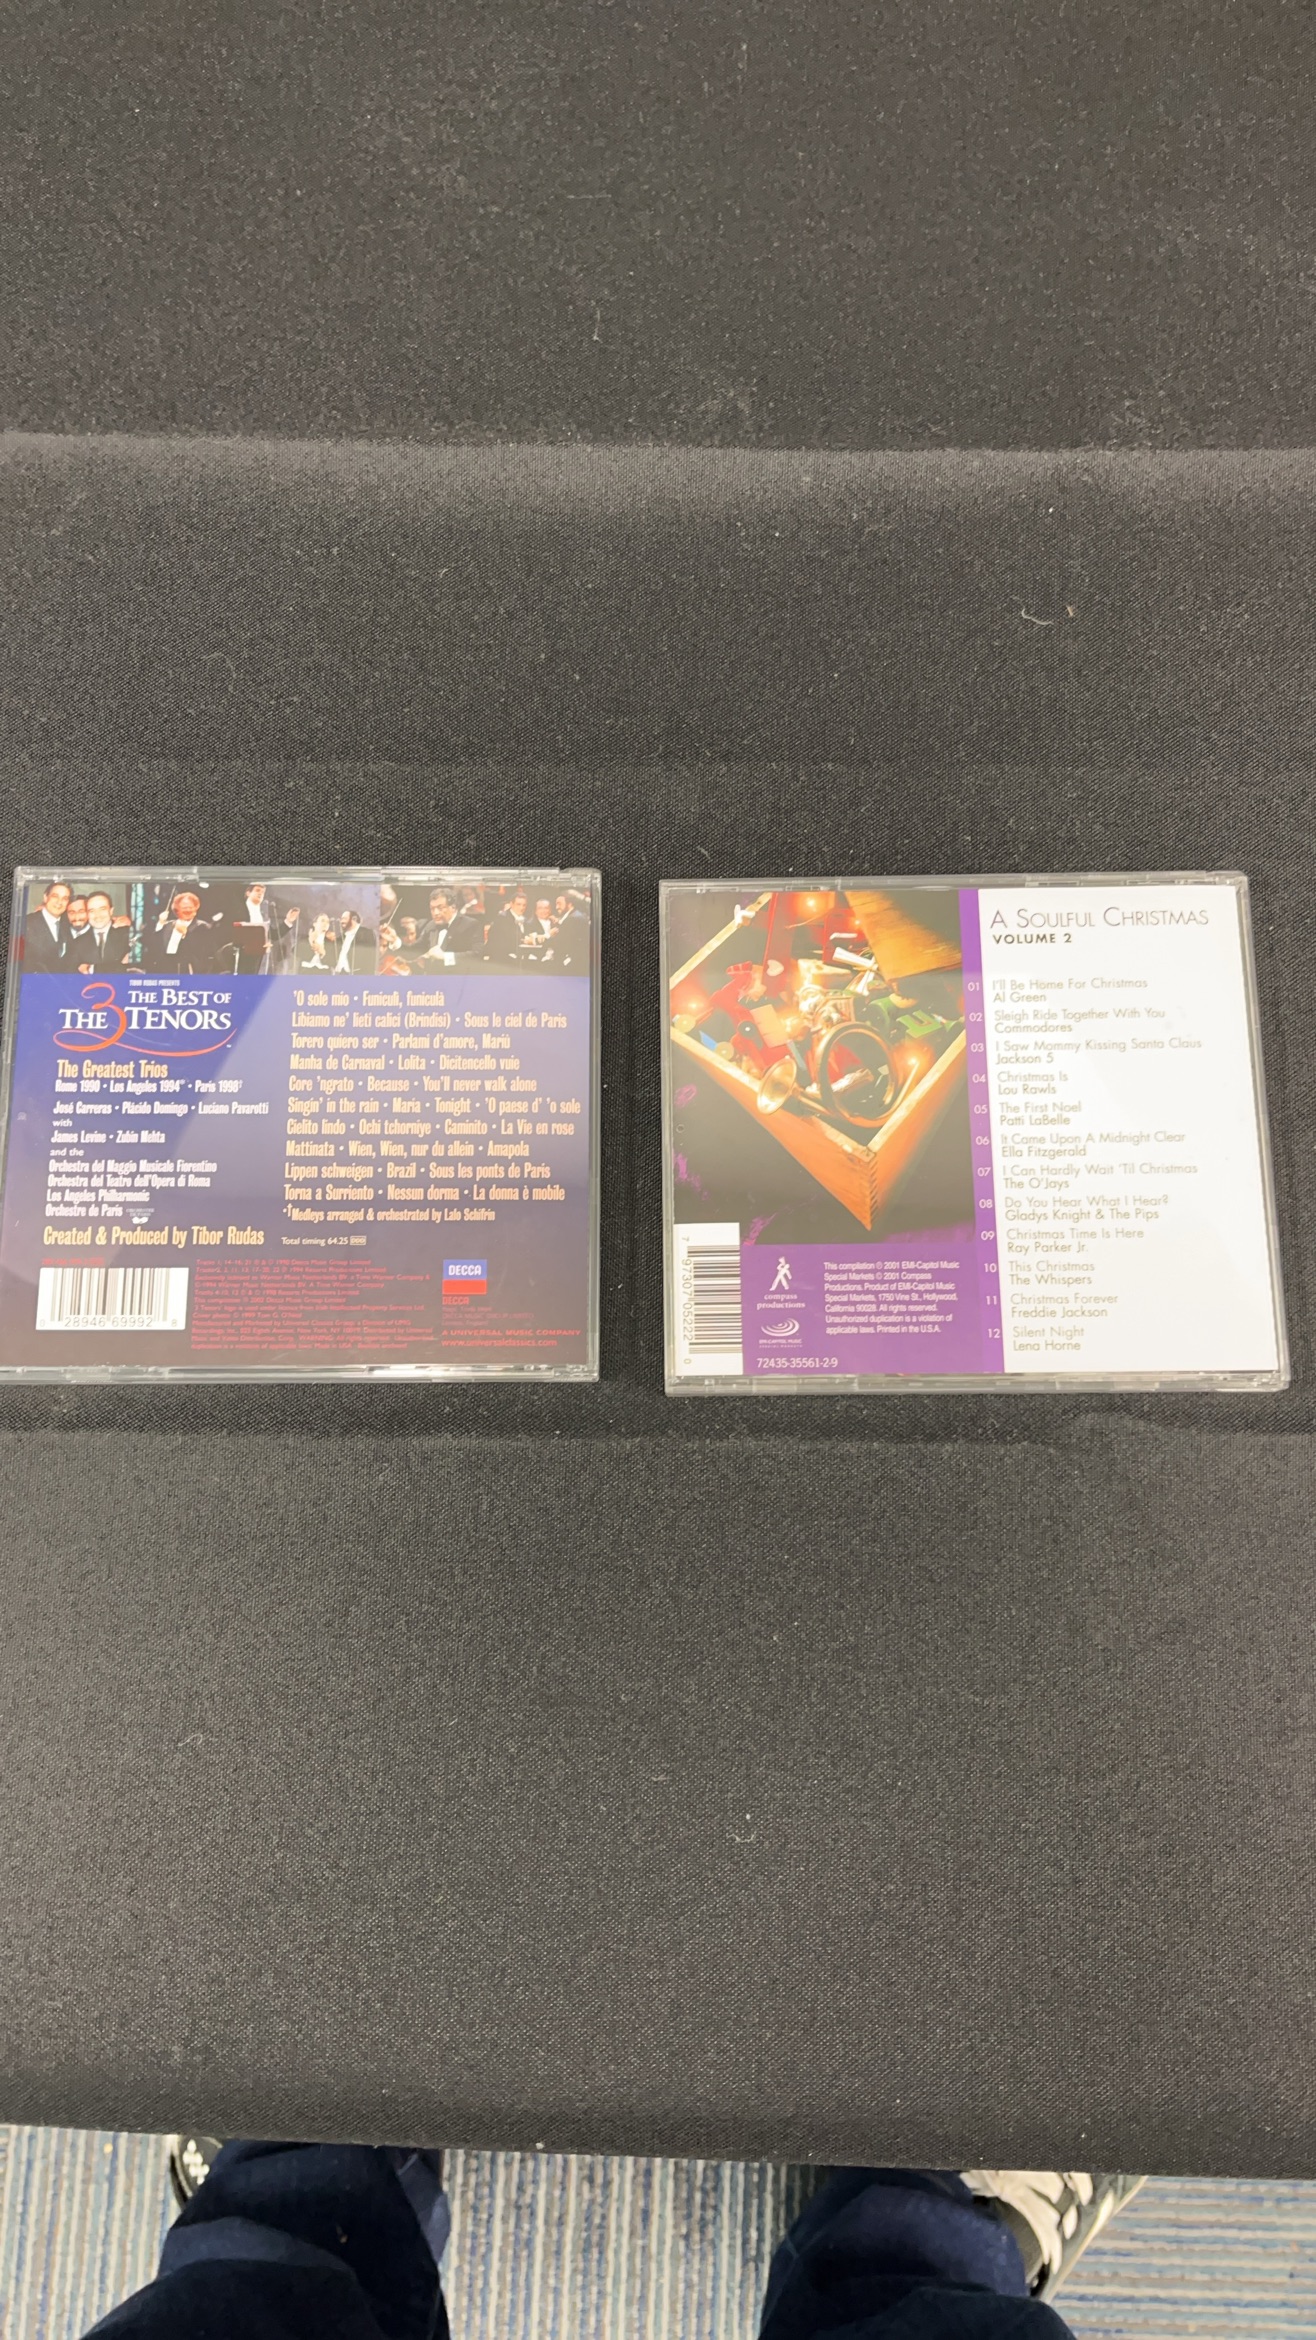 TIBOR RUDAS PRESENTS
THE BEST OF
THE 3 TENORS
The Greatest Trios
Rome 1990 • Los Angeles 1994* • Paris 1998†
José Carreras • Plácido Domingo • Luciano Pavarotti
with
James Levine • Zubin Mehta
and the
Orchestra del Maggio Musicale Fiorentino
Orchestra del Teatro dell'Opera di Roma
Los Angeles Philharmonic
Orchestre de Paris
Created & Produced by Tibor Rudas
'O sole mio • Funiculì, funiculà
Libiamo ne' lieti calici (Brindisi) • Sous le ciel de Paris
Torero quiero ser • Parlami d'amore, Mariù
Manha de Carnaval • Lolita • Dicitencello vuie
Core 'ngrato • Because • You'll never walk alone
Singin' in the rain • Maria • Tonight • 'O paese d' 'o sole
Cielito lindo • Ochi tchorniye • Caminito • La Vie en rose
Mattinata • Wien, Wien, nur du allein • Amapola
Lippen schweigen • Brazil • Sous les ponts de Paris
Torna a Surriento • Nessun dorma • La donna è mobile
*†Medleys arranged & orchestrated by Lalo Schifrin
Total timing 64.25 DDD
0 28946 69992 8
DECCA
DECCA
A UNIVERSAL MUSIC COMPANY
www.universalclassics.com
A SOULFUL CHRISTMAS
VOLUME 2
01 I'll Be Home For Christmas
Al Green
02 Sleigh Ride Together With You
Commodores
03 I Saw Mommy Kissing Santa Claus
Jackson 5
04 Christmas Is
Lou Rawls
05 The First Noel
Patti LaBelle
06 It Came Upon A Midnight Clear
Ella Fitzgerald
07 I Can Hardly Wait 'Til Christmas
The O'Jays
08 Do You Hear What I Hear?
Gladys Knight & The Pips
09 Christmas Time Is Here
Ray Parker Jr.
10 This Christmas
The Whispers
11 Christmas Forever
Freddie Jackson
12 Silent Night
Lena Horne
7 97307 05222 0
compass
productions
EMI-CAPITOL MUSIC
This compilation ℗ 2001 EMI-Capitol Music
Special Markets © 2001 Compass
Productions. Product of EMI-Capitol Music
Special Markets, 1750 Vine St., Hollywood,
California 90028. All rights reserved.
Unauthorized duplication is a violation of
applicable laws. Printed in the U.S.A.
72435-35561-2-9